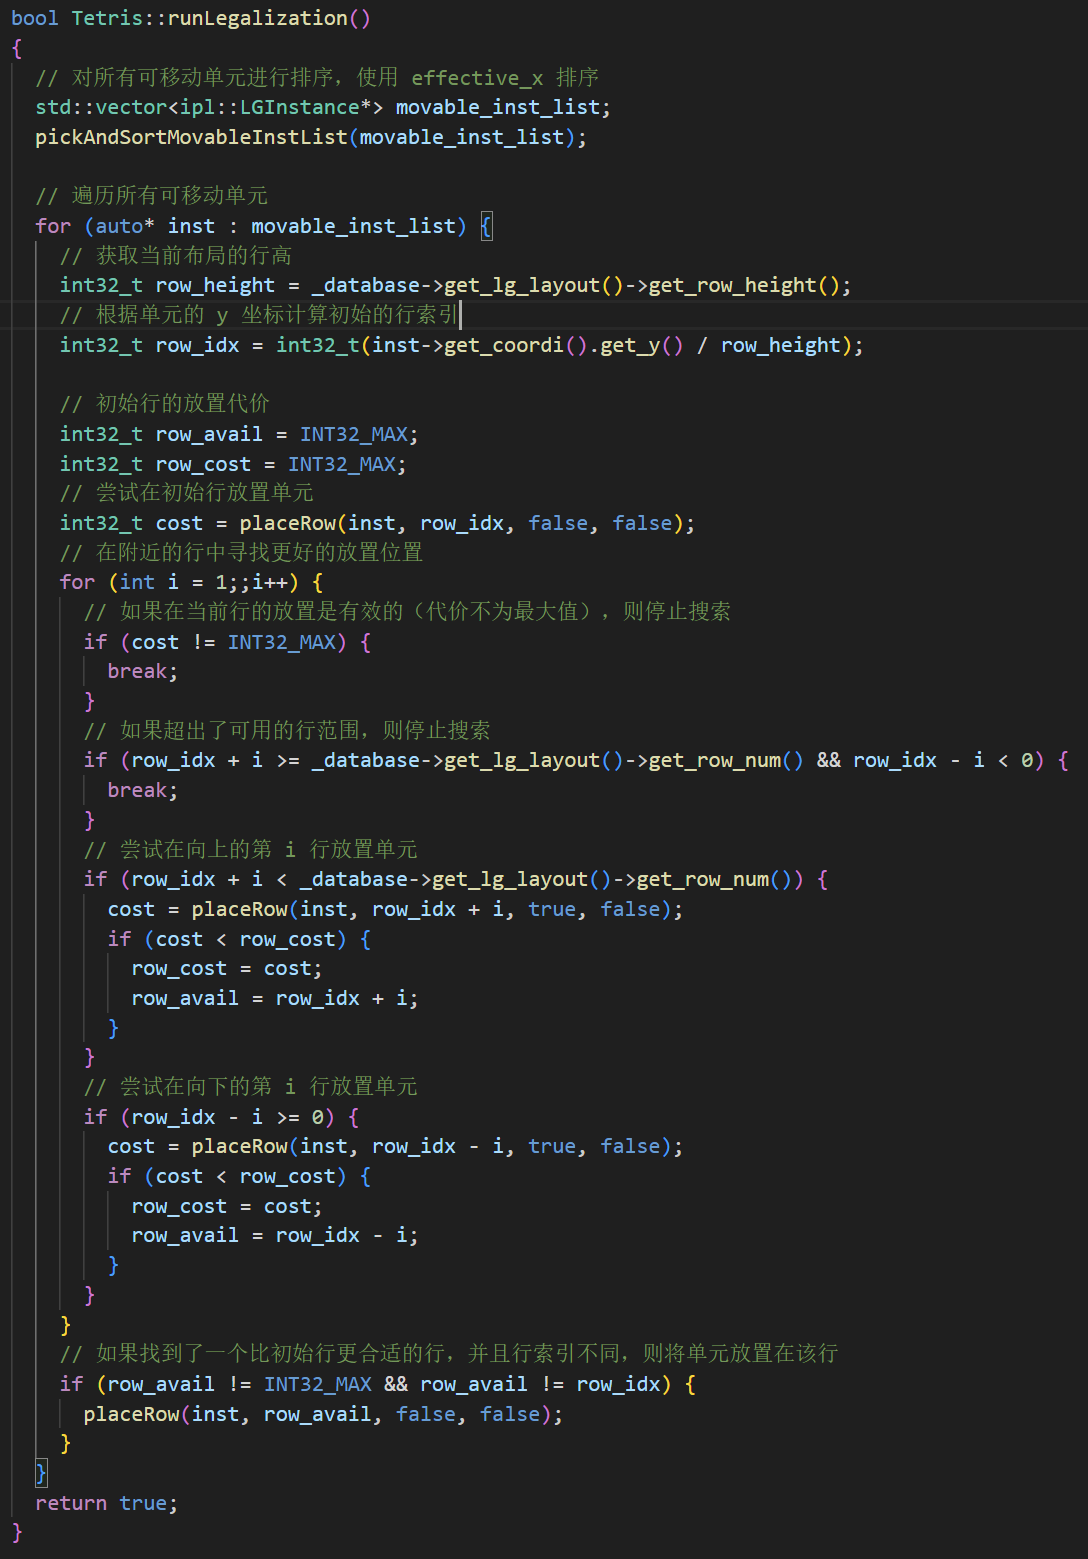 bool Tetris::runLegalization()
{
  // 对所有可移动单元进行排序，使用 effective_x 排序
  std::vector<ipl::LGInstance*> movable_inst_list;
  pickAndSortMovableInstList(movable_inst_list);

  // 遍历所有可移动单元
  for (auto* inst : movable_inst_list) {
    // 获取当前布局的行高
    int32_t row_height = _database->get_lg_layout()->get_row_height();
    // 根据单元的 y 坐标计算初始的行索引
    int32_t row_idx = int32_t(inst->get_coordi().get_y() / row_height);

    // 初始行的放置代价
    int32_t row_avail = INT32_MAX;
    int32_t row_cost = INT32_MAX;
    // 尝试在初始行放置单元
    int32_t cost = placeRow(inst, row_idx, false, false);
    // 在附近的行中寻找更好的放置位置
    for (int i = 1;;i++) {
      // 如果在当前行的放置是有效的（代价不为最大值），则停止搜索
      if (cost != INT32_MAX) {
        break;
      }
      // 如果超出了可用的行范围，则停止搜索
      if (row_idx + i >= _database->get_lg_layout()->get_row_num() && row_idx - i < 0) {
        break;
      }
      // 尝试在向上的第 i 行放置单元
      if (row_idx + i < _database->get_lg_layout()->get_row_num()) {
        cost = placeRow(inst, row_idx + i, true, false);
        if (cost < row_cost) {
          row_cost = cost;
          row_avail = row_idx + i;
        }
      }
      // 尝试在向下的第 i 行放置单元
      if (row_idx - i >= 0) {
        cost = placeRow(inst, row_idx - i, true, false);
        if (cost < row_cost) {
          row_cost = cost;
          row_avail = row_idx - i;
        }
      }
    }
    // 如果找到了一个比初始行更合适的行，并且行索引不同，则将单元放置在该行
    if (row_avail != INT32_MAX && row_avail != row_idx) {
      placeRow(inst, row_avail, false, false);
    }
  }
  return true;
}